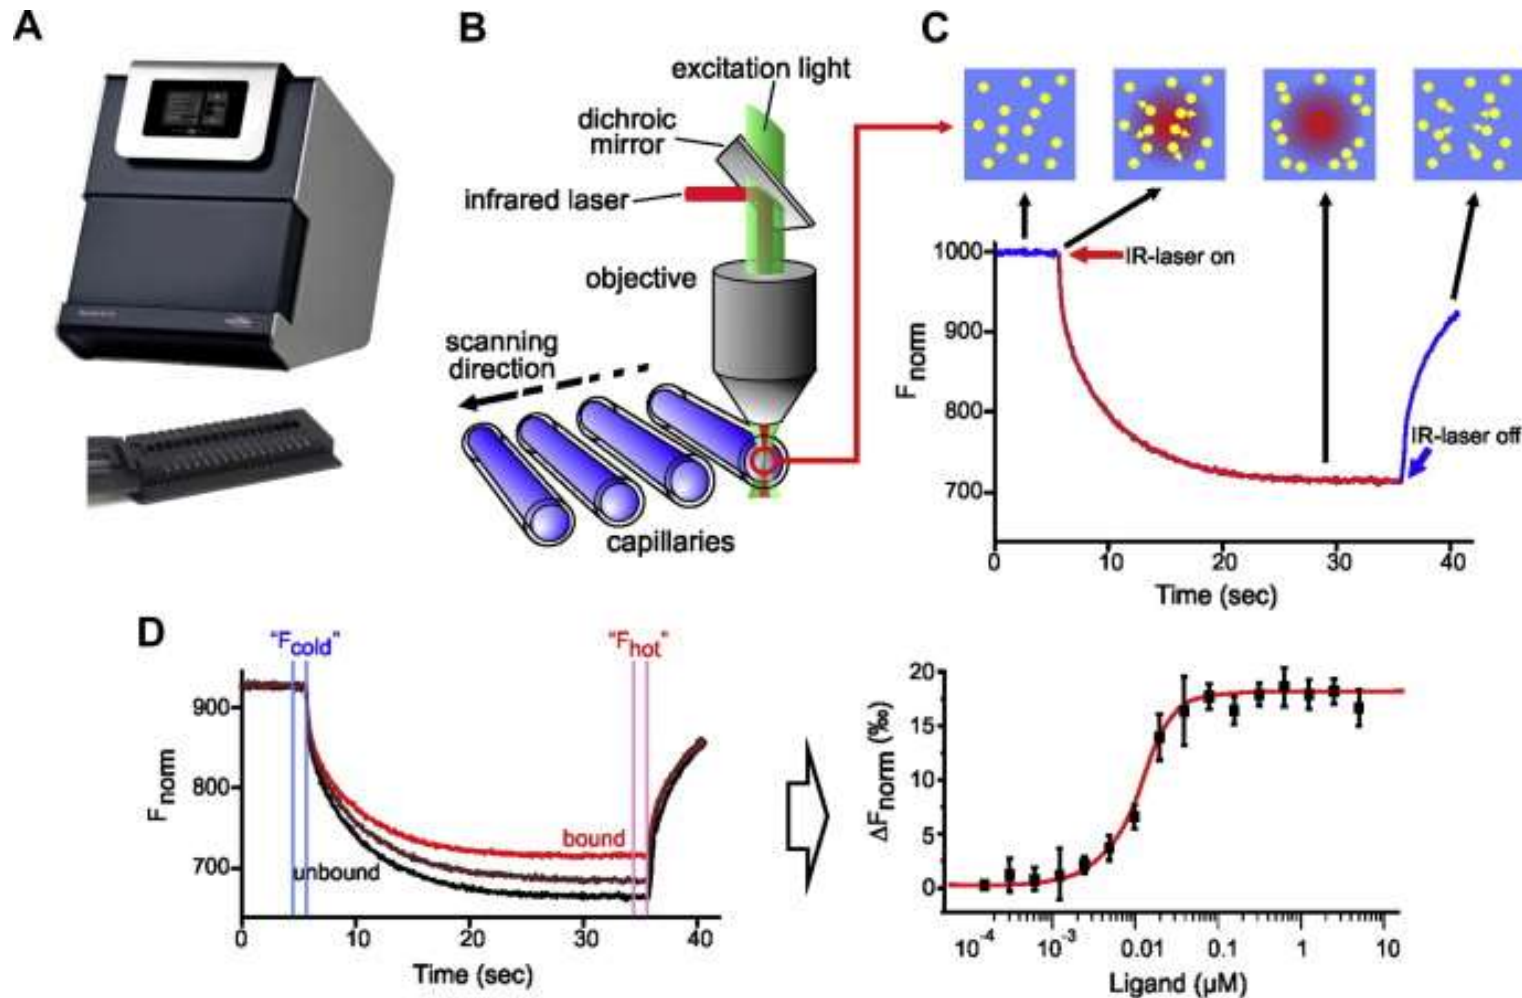 A
B
C
excitation light
dichroic
mirror
infrared laser
objective
scanning
direction
capillaries
1000
900
800
700
F norm
IR-laser on
IR-laser off
0 10 20 30 40
Time (sec)
D
"Fcold"
"Fhot"
900
800
700
Fnorm
bound
unbound
0 10 20 30 40
Time (sec)
20
15
10
5
0
ΔFnorm (‰)
10-4 10-3 0.01 0.1 1 10
Ligand (µM)